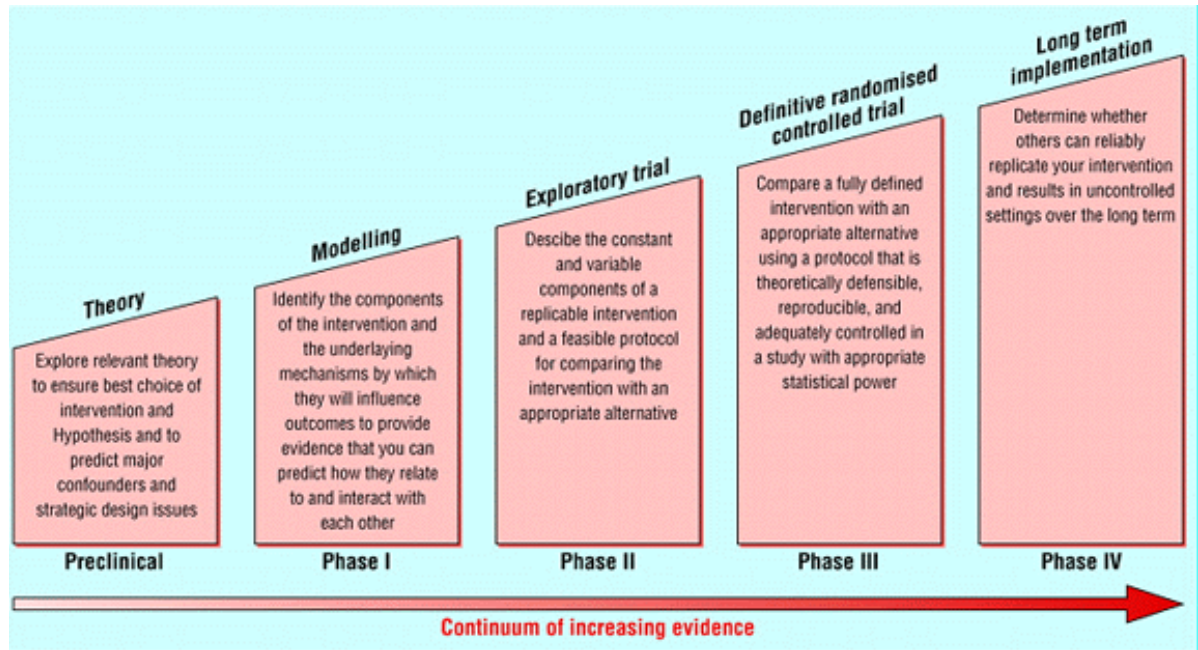 Theory
Explore relevant theory
to ensure best choice of
intervention and
Hypothesis and to
predict major
confounders and
strategic design issues
Preclinical
Modelling
Identify the components
of the intervention and
the underlaying
mechanisms by which
they will influence
outcomes to provide
evidence that you can
predict how they relate
to and interact with
each other
Phase I
Exploratory trial
Descibe the constant
and variable
components of a
replicable intervention
and a feasible protocol
for comparing the
intervention with an
appropriate alternative
Phase II
Definitive randomised
controlled trial
Compare a fully defined
intervention with an
appropriate alternative
using a protocol that is
theoretically defensible,
reproducible, and
adequately controlled in
a study with appropriate
statistical power
Phase III
Long term
implementation
Determine whether
others can reliably
replicate your intervention
and results in uncontrolled
settings over the long term
Phase IV
Continuum of increasing evidence